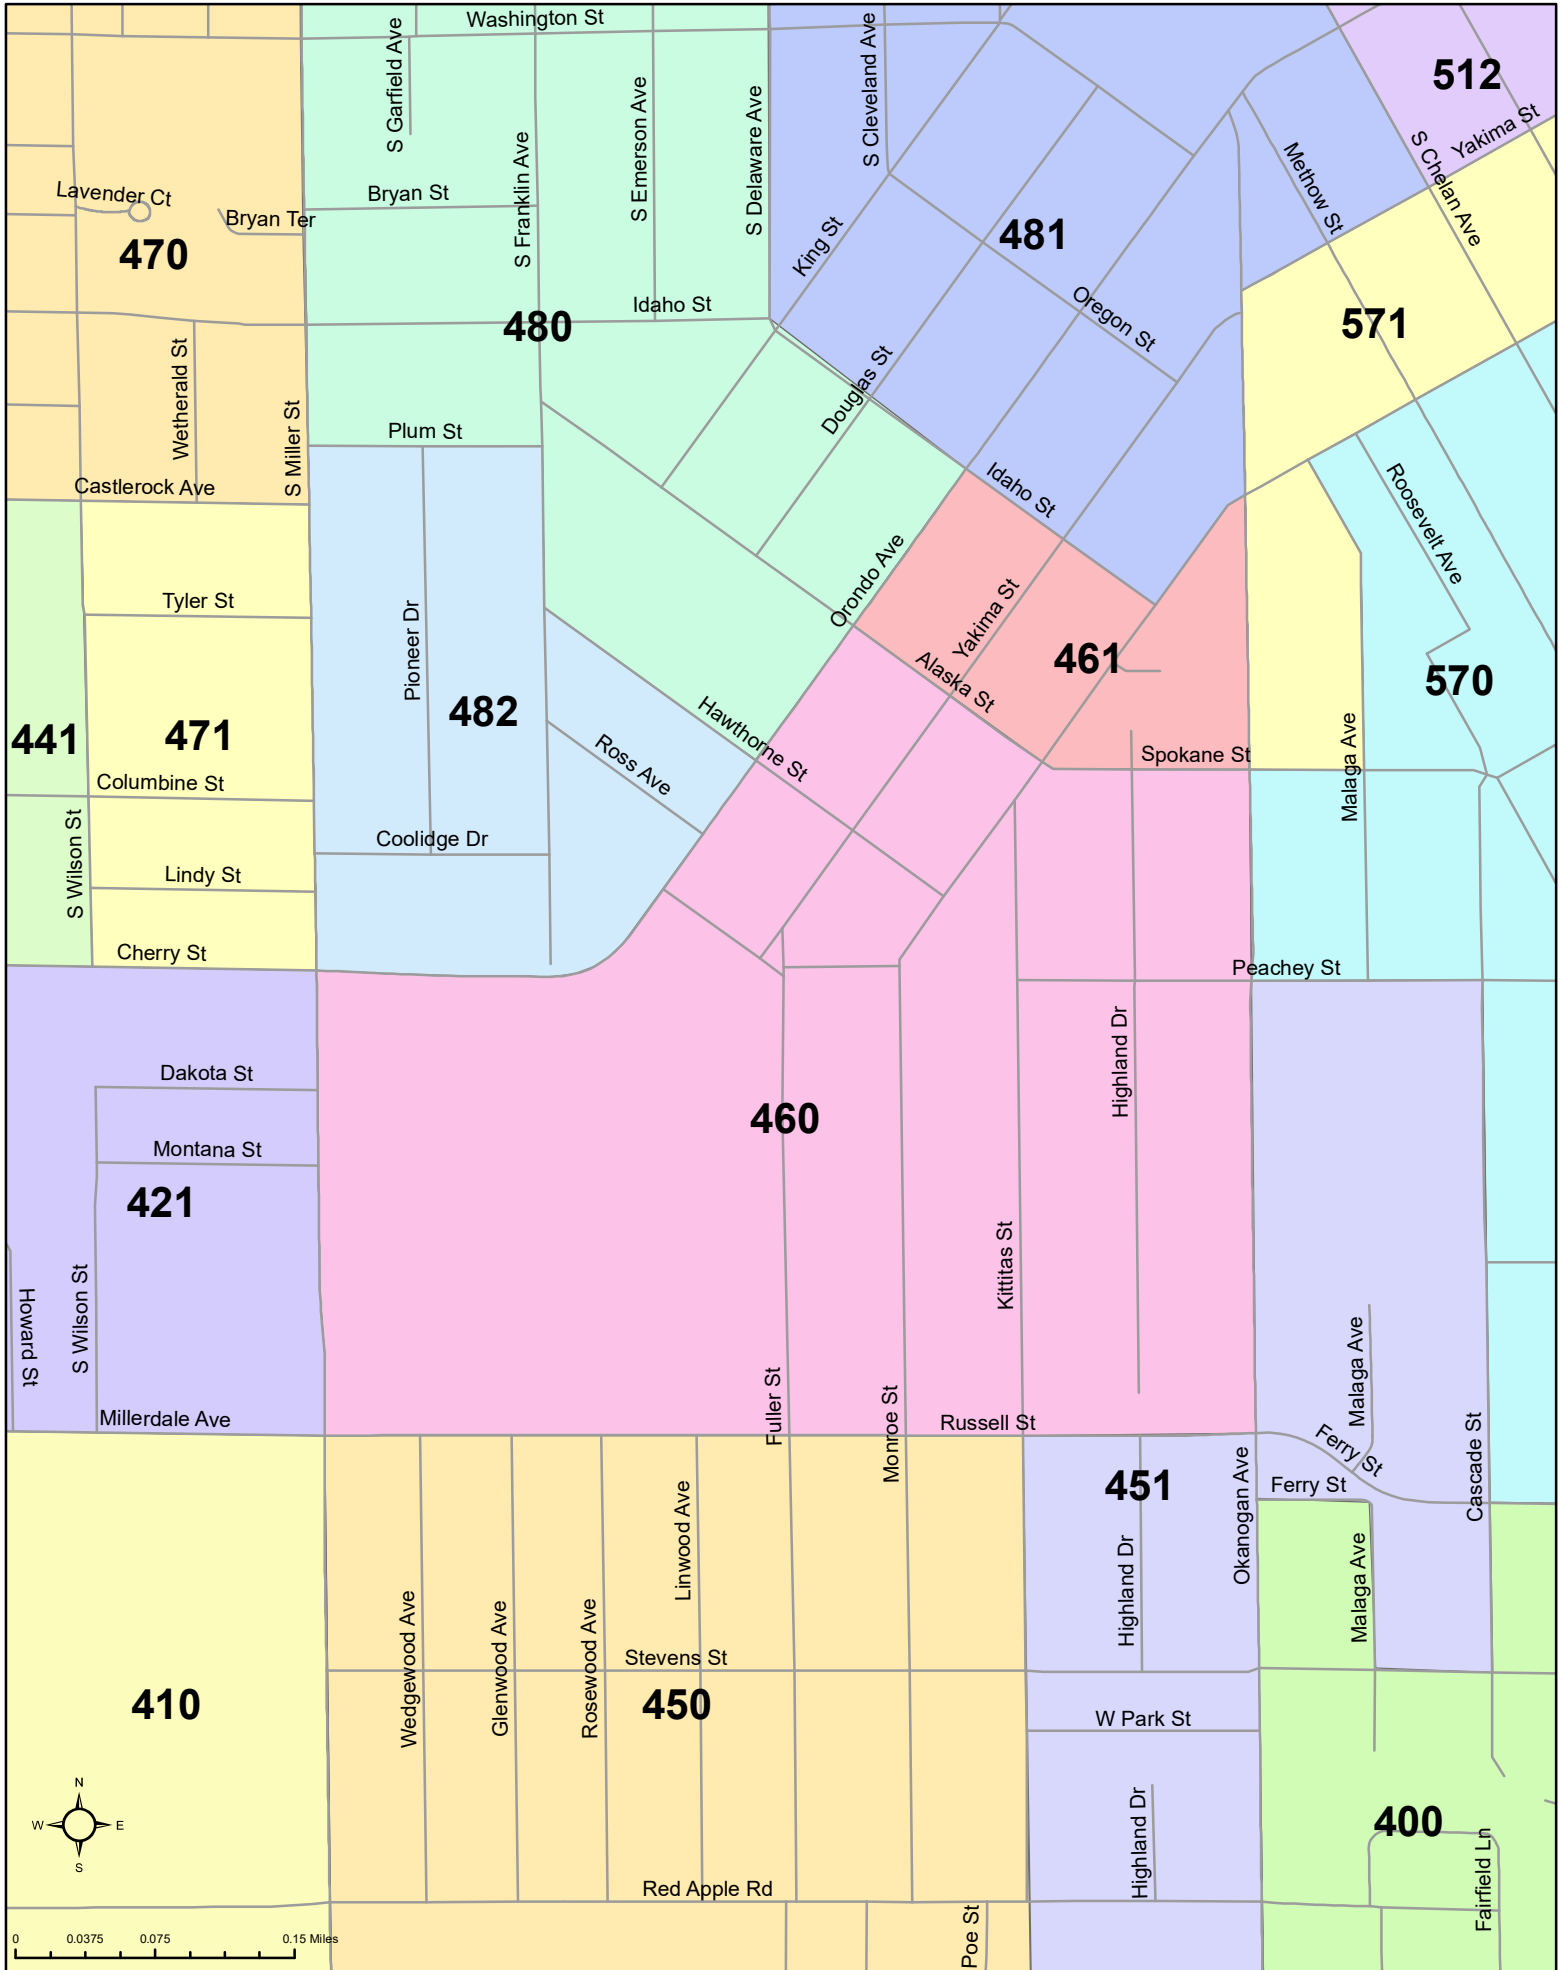 Washington St
S Garfield Ave
S Cleveland Ave
512
Yakima St
S Emerson Ave
S Delaware Ave
S Franklin Ave
S Chelan Ave
Methow St
Lavender Ct
Bryan St
Bryan Ter
470
King St
481
Oregon St
Idaho St
480
571
Wetherald St
S Miller St
Douglas St
Plum St
Castlerock Ave
Idaho St
Roosevelt Ave
Orondo Ave
Tyler St
Pioneer Dr
Yakima St
461
Alaska St
570
441
471
482
Hawthorne St
Ross Ave
Spokane St
Malaga Ave
Columbine St
Coolidge Dr
S Wilson St
Lindy St
Cherry St
Peachey St
Highland Dr
Dakota St
460
Montana St
421
Kittitas St
S Wilson St
Howard St
Millerdale Ave
Fuller St
Monroe St
Russell St
Malaga Ave
Ferry St
Cascade St
Ferry St
451
Okanogan Ave
Linwood Ave
Highland Dr
Malaga Ave
Wedgewood Ave
Glenwood Ave
Rosewood Ave
Stevens St
410
450
W Park St
N
W
E
S
400
Highland Dr
Fairfield Ln
Red Apple Rd
Poe St
0
0.0375
0.075
0.15 Miles